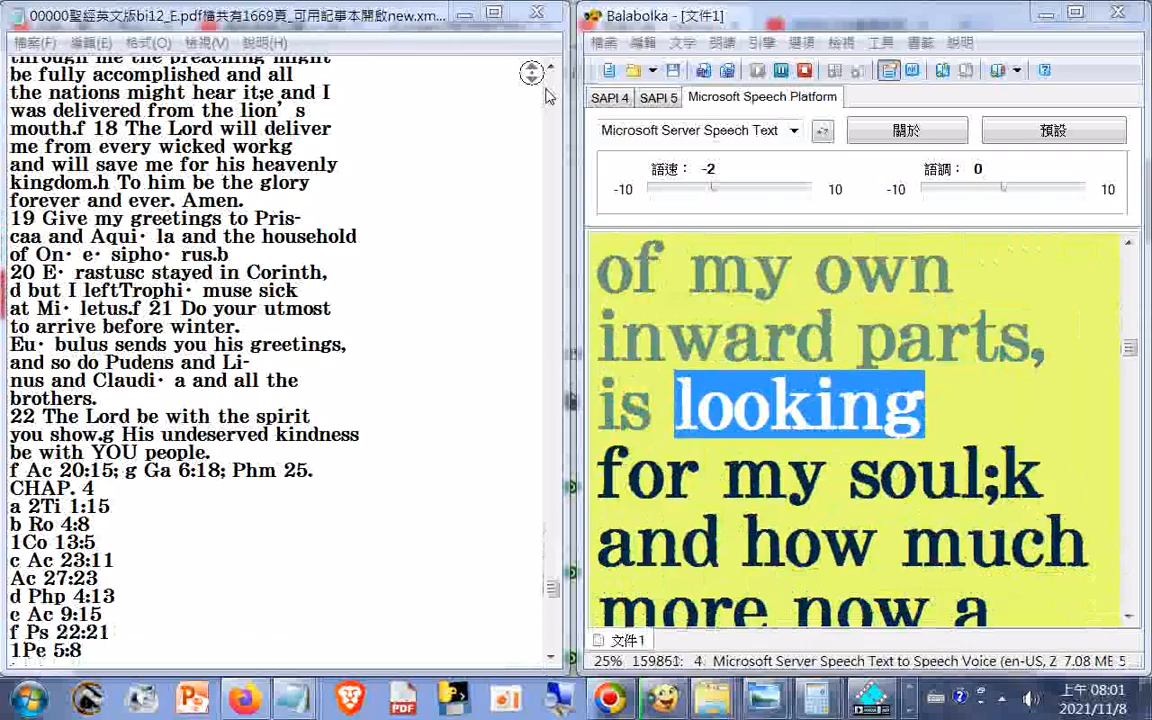 00000聖經英文版bi12_E.pdf檔共有1669頁_可用記事本開啟new.xm...
檔案(F) 編輯(E) 格式(O) 檢視(V) 說明(H)
through me the preaching might
be fully accomplished and all
the nations might hear it;e and I
was delivered from the lion’ s
mouth.f 18 The Lord will deliver
me from every wicked workg
and will save me for his heavenly
kingdom.h To him be the glory
forever and ever. Amen.
19 Give my greetings to Pris-
caa and Aqui· la and the household
of On· e· sipho· rus.b
20 E· rastusc stayed in Corinth,
d but I leftTrophi· muse sick
at Mi· letus.f 21 Do your utmost
to arrive before winter.
Eu· bulus sends you his greetings,
and so do Pudens and Li-
nus and Claudi· a and all the
brothers.
22 The Lord be with the spirit
you show.g His undeserved kindness
be with YOU people.
f Ac 20:15; g Ga 6:18; Phm 25.
CHAP. 4
a 2Ti 1:15
b Ro 4:8
1Co 13:5
c Ac 23:11
Ac 27:23
d Php 4:13
e Ac 9:15
f Ps 22:21
1Pe 5:8
Balabolka - [文件1]
檔案 編輯 文字 朗讀 引擎 選項 檢視 工具 書籤 說明
SAPI 4 SAPI 5 Microsoft Speech Platform
Microsoft Server Speech Text 關於 預設
語速： -2 語調： 0
-10 10 -10 10
of my own
inward parts,
is looking
for my soul;k
and how much
more now a
文件1
25% 159851: 4 Microsoft Server Speech Text to Speech Voice (en-US, Z 7.08 MB 5
PDF
上午 08:01
2021/11/8